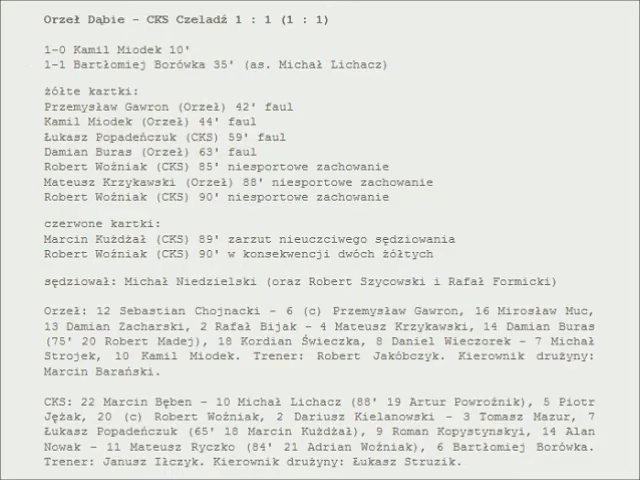 Orzeł Dąbie - CKS Czeladź 1 : 1 (1 : 1)
1-0 Kamil Miodek 10'
1-1 Bartłomiej Borówka 35' (as. Michał Lichacz)
żółte kartki:
Przemysław Gawron (Orzeł) 42' faul
Kamil Miodek (Orzeł) 44' faul
Łukasz Popadeńczuk (CKS) 59' faul
Damian Buras (Orzeł) 63' faul
Robert Woźniak (CKS) 85' niesportowe zachowanie
Mateusz Krzykawski (Orzeł) 88' niesportowe zachowanie
Robert Woźniak (CKS) 90' niesportowe zachowanie
czerwone kartki:
Marcin Kużdżał (CKS) 89' zarzut nieuczciwego sędziowania
Robert Woźniak (CKS) 90' w konsekwencji dwóch żółtych
sędziował: Michał Niedzielski (oraz Robert Szycowski i Rafał Formicki)
Orzeł: 12 Sebastian Chojnacki - 6 (c) Przemysław Gawron, 16 Mirosław Muc,
13 Damian Zacharski, 2 Rafał Bijak - 4 Mateusz Krzykawski, 14 Damian Buras
(75' 20 Robert Madej), 18 Kordian Świeczka, 8 Daniel Wieczorek - 7 Michał
Strojek, 10 Kamil Miodek. Trener: Robert Jakóbczyk. Kierownik drużyny:
Marcin Barański.
CKS: 22 Marcin Bęben - 10 Michał Lichacz (88' 19 Artur Powroźnik), 5 Piotr
Jężak, 20 (c) Robert Woźniak, 2 Dariusz Kielanowski - 3 Tomasz Mazur, 7
Łukasz Popadeńczuk (65' 18 Marcin Kużdżał), 9 Roman Kopystynskyi, 14 Alan
Nowak - 11 Mateusz Ryczko (84' 21 Adrian Woźniak), 6 Bartłomiej Borówka.
Trener: Janusz Iłczyk. Kierownik drużyny: Łukasz Struzik.